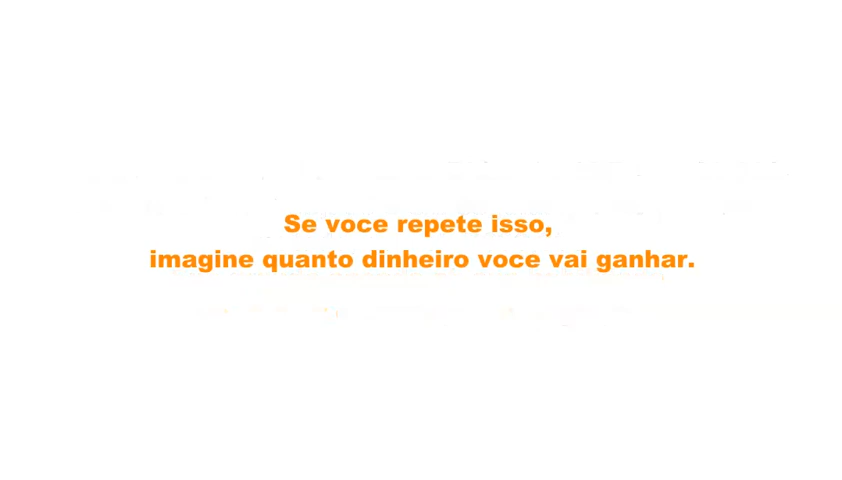 Se voce repete isso,
imagine quanto dinheiro voce vai ganhar.